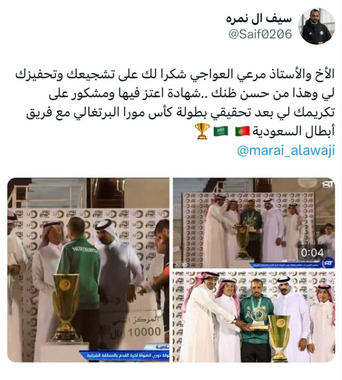 سيف ال نمره
@Saif0206
الأخ والأستاذ مرعي العواجي شكرا لك على تشجيعك وتحفيزك
لي وهذا من حسن ظنك ..شهادة اعتز فيها ومشكور على
تكريمك لي بعد تحقيقي بطولة كأس مورا البرتغالي مع فريق
أبطال السعودية🇵🇹 🇸🇦 🏆
@marai_alawaji
0:04
10000